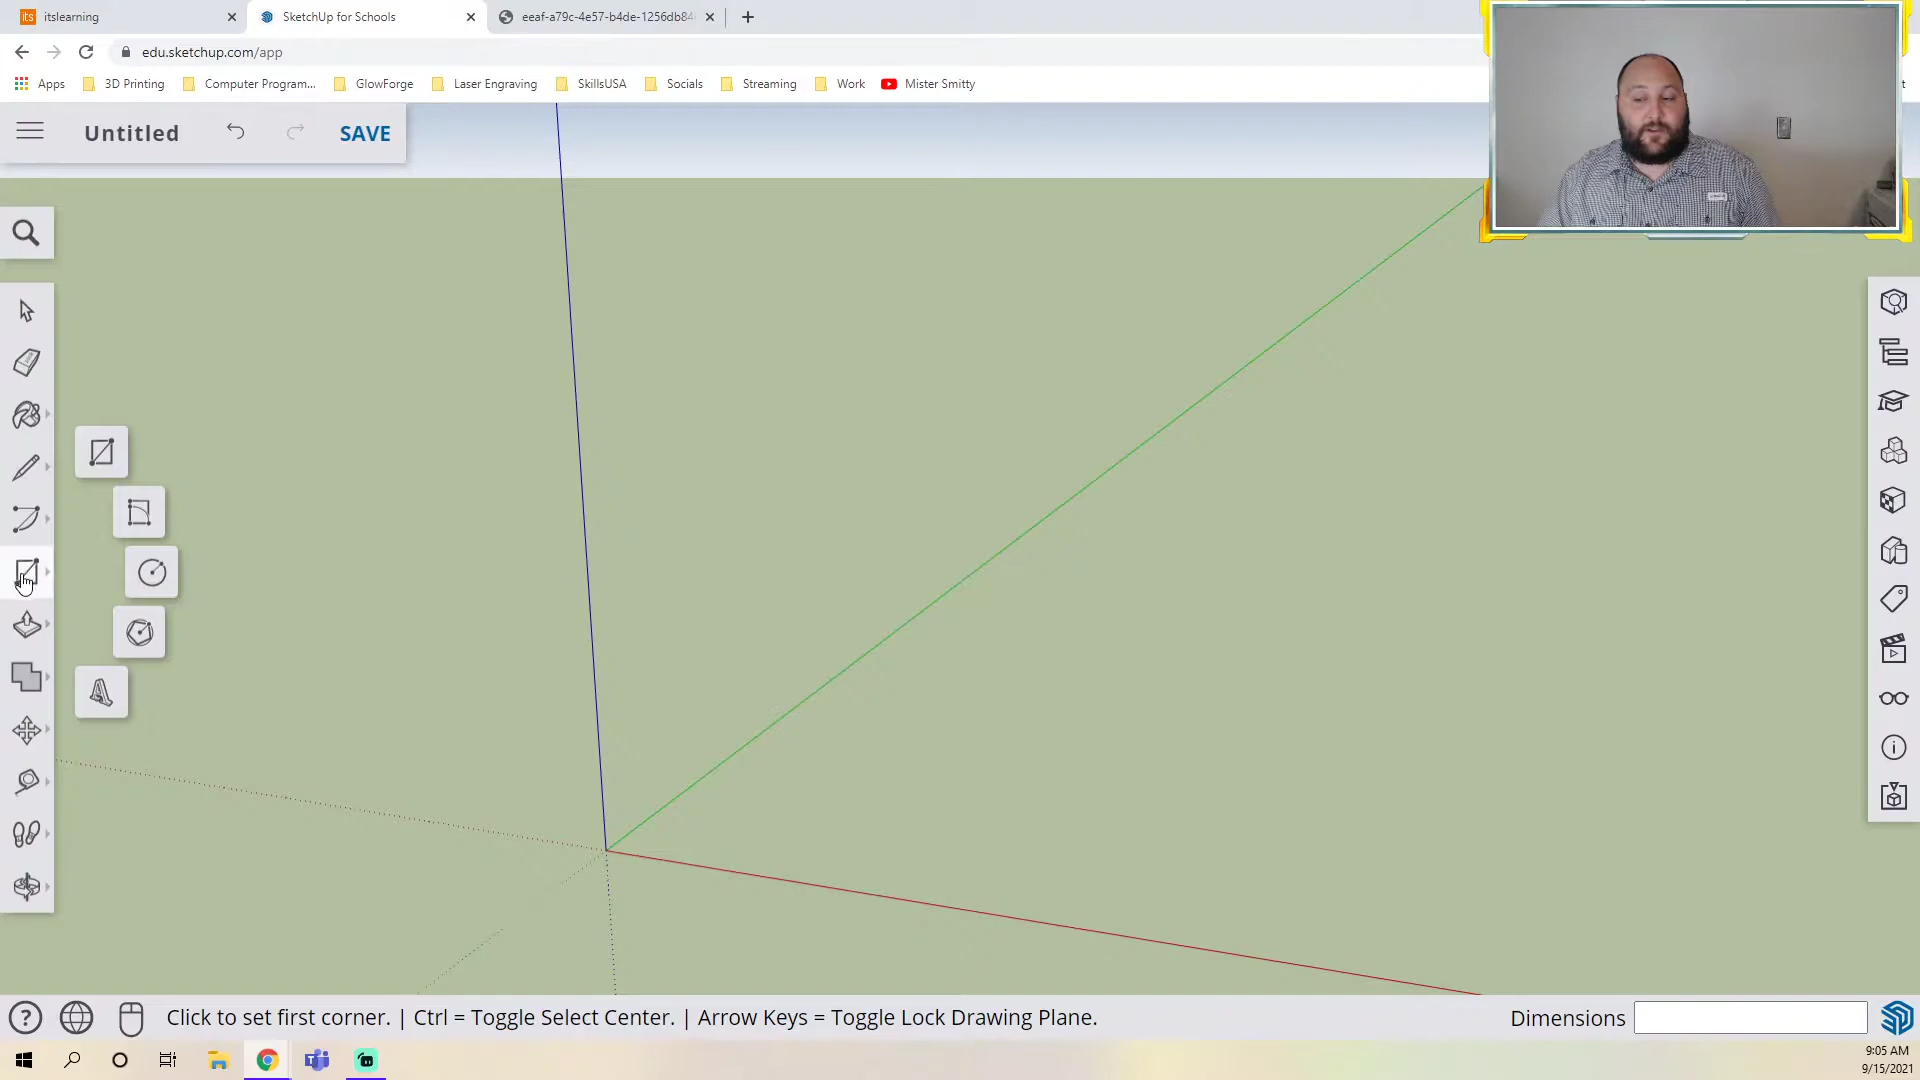 itslearning
SketchUp for Schools
eeaf-a79c-4e57-b4de-1256db84
edu.sketchup.com/app
Apps
3D Printing
Computer Program...
GlowForge
Laser Engraving
SkillsUSA
Socials
Streaming
Work
Mister Smitty
Untitled
SAVE
Click to set first corner. | Ctrl = Toggle Select Center. | Arrow Keys = Toggle Lock Drawing Plane.
Dimensions
9:05 AM
9/15/2021